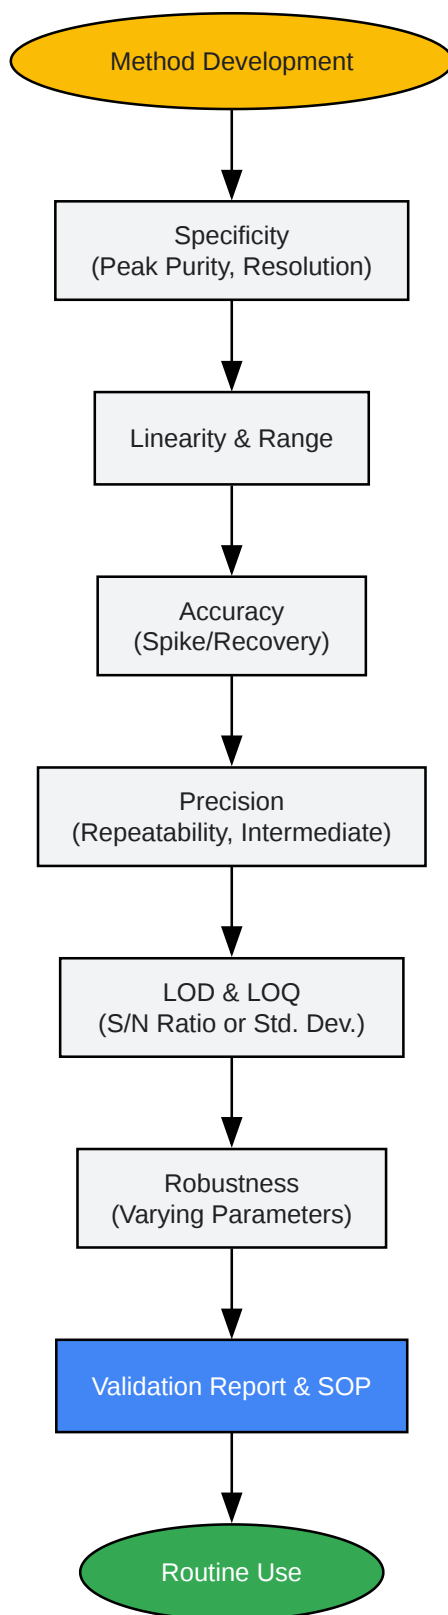 Method Development
Specificity
(Peak Purity, Resolution)
Linearity & Range
Accuracy
(Spike/Recovery)
Precision
(Repeatability, Intermediate)
LOD & LOQ
(S/N Ratio or Std. Dev.)
Robustness
(Varying Parameters)
Validation Report & SOP
Routine Use